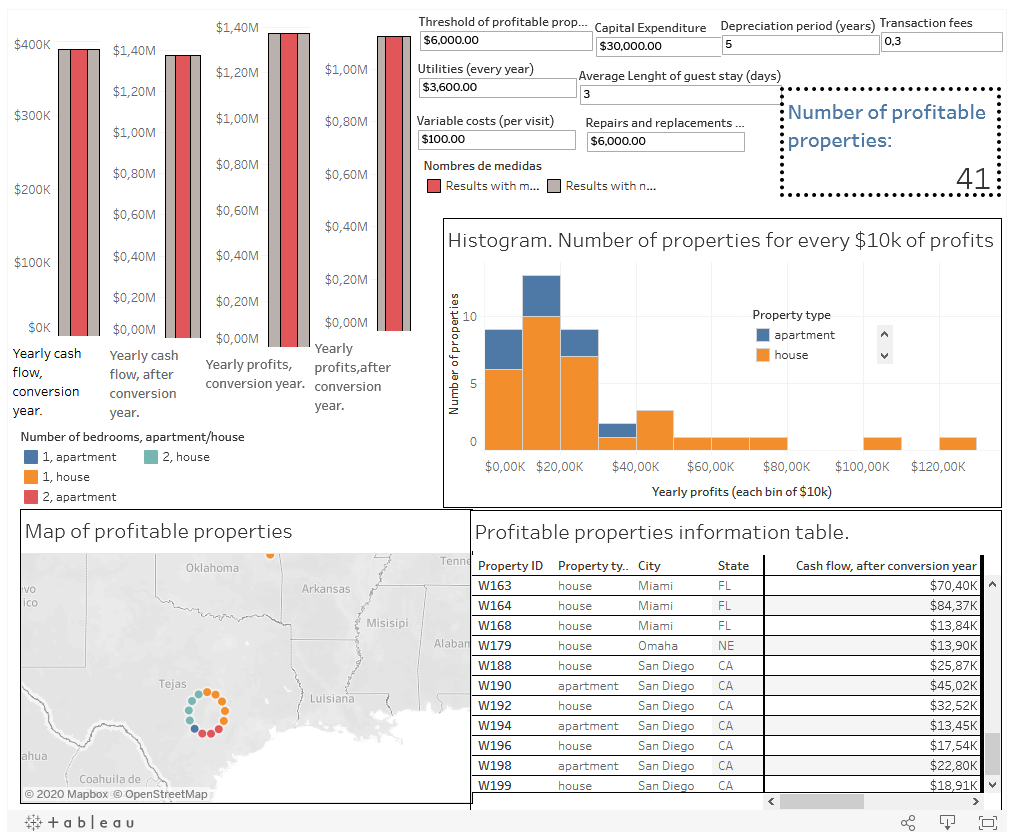 $400K
$300K
$200K
$100K
$0K
Yearly cash
flow,
conversion
year.
$1,40M
$1,20M
$1,00M
$0,80M
$0,60M
$0,40M
$0,20M
$0,00M
Yearly cash
flow, after
conversion
year.
$1,40M
$1,20M
$1,00M
$0,80M
$0,60M
$0,40M
$0,20M
$0,00M
Yearly profits,
conversion year.
$1,00M
$0,80M
$0,60M
$0,40M
$0,20M
$0,00M
Yearly
profits,after
conversion
year.
Threshold of profitable prop...
$6,000.00
Capital Expenditure
$30,000.00
Depreciation period (years)
5
Transaction fees
0,3
Utilities (every year)
$3,600.00
Average Lenght of guest stay (days)
3
Variable costs (per visit)
$100.00
Repairs and replacements ...
$6,000.00
Nombres de medidas
Results with m... Results with n...
Number of profitable
properties:
41
Histogram. Number of properties for every $10k of profits
Number of properties
10
5
0
Property type
apartment
house
$0,00K $20,00K $40,00K $60,00K $80,00K $100,00K $120,00K
Yearly profits (each bin of $10k)
Number of bedrooms, apartment/house
1, apartment 2, house
1, house
2, apartment
Map of profitable properties
Oklahoma
Tenne
Arkansas
evo
ico
Misisipi
Alaban
Tejas
Luisiana
ahua
Coahuila de
© 2020 Mapbox © OpenStreetMap
Profitable properties information table.
Property ID Property ty.. City State Cash flow, after conversion year
W163 house Miami FL $70,40K
W164 house Miami FL $84,37K
W168 house Miami FL $13,84K
W179 house Omaha NE $13,90K
W188 house San Diego CA $25,87K
W190 apartment San Diego CA $45,02K
W192 house San Diego CA $32,52K
W194 apartment San Diego CA $13,45K
W196 house San Diego CA $17,54K
W198 apartment San Diego CA $22,80K
W199 house San Diego CA $18,91K
+ableau